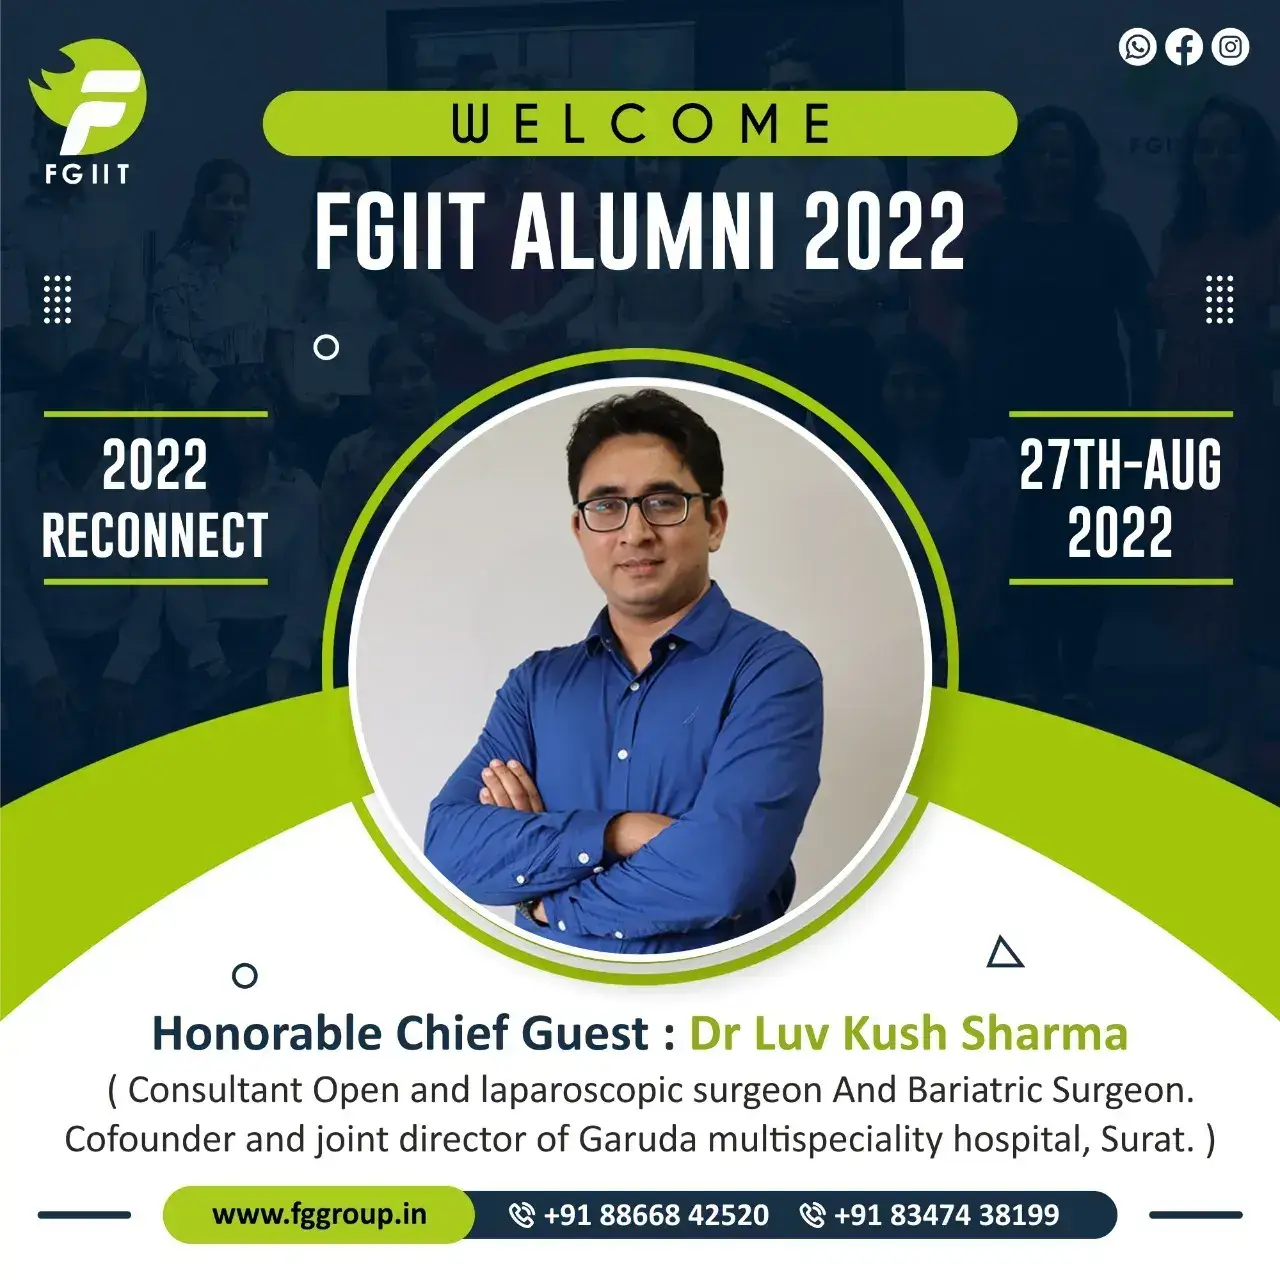 FGIIT
WELCOME
FGIIT ALUMNI 2022
2022
RECONNECT
27TH-AUG
2022
Honorable Chief Guest : Dr Luv Kush Sharma
( Consultant Open and laparoscopic surgeon And Bariatric Surgeon.
Cofounder and joint director of Garuda multispeciality hospital, Surat. )
www.fggroup.in +91 88668 42520 +91 83474 38199